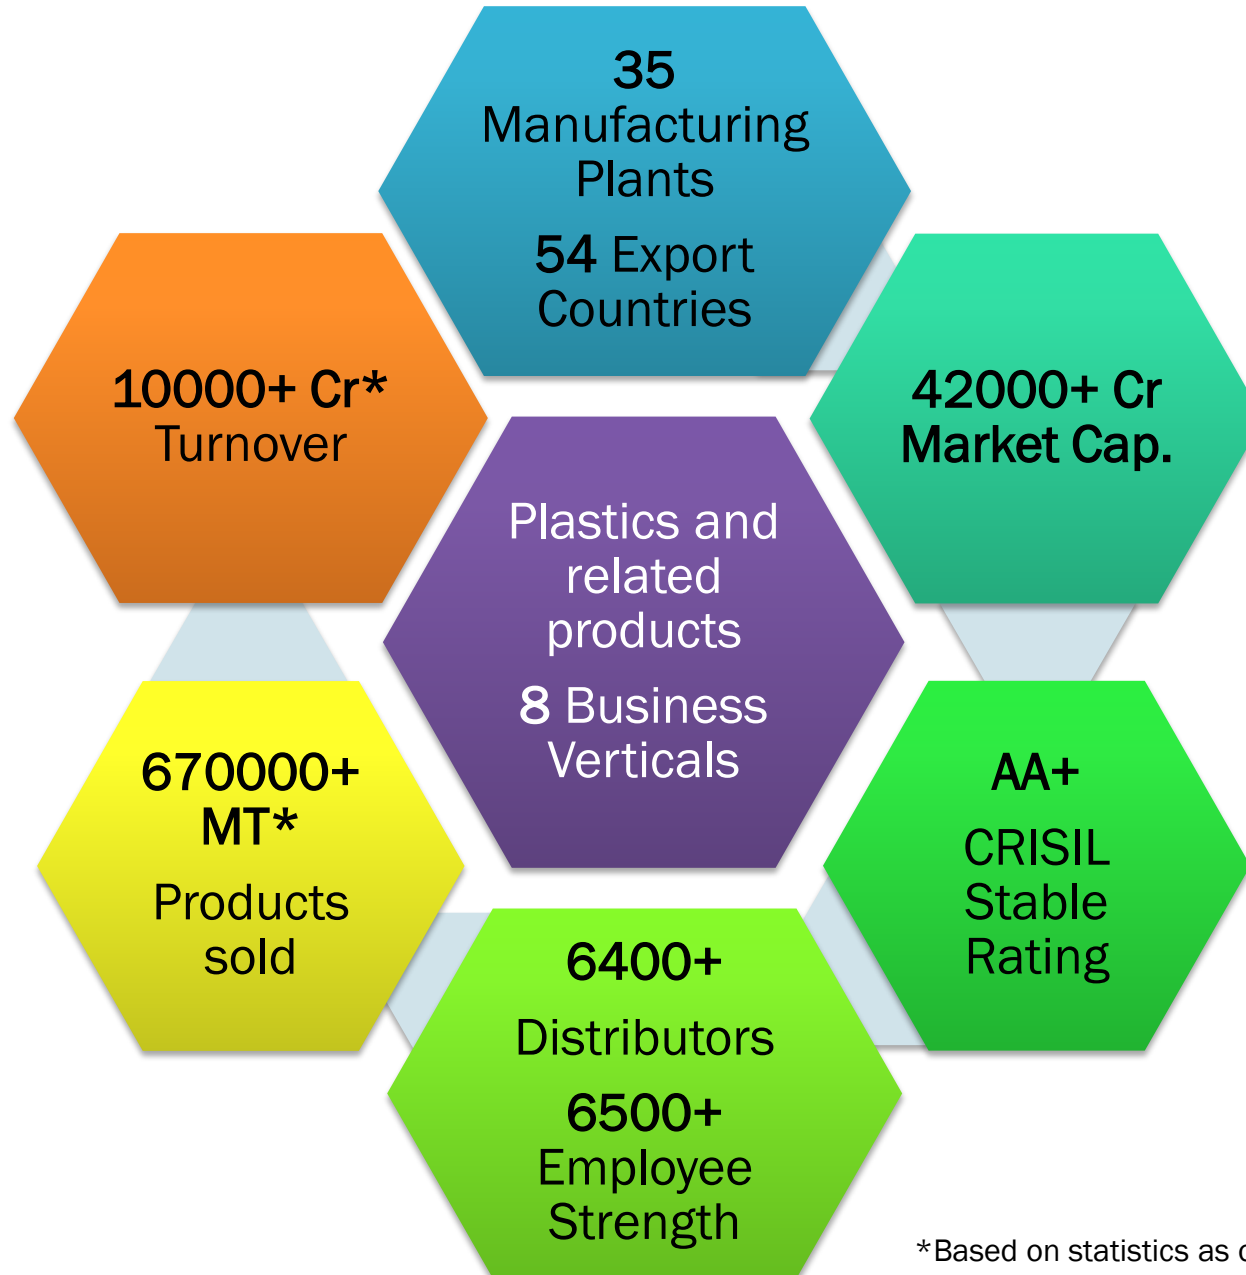 35
Manufacturing
Plants
54 Export
Countries
10000+ Cr*
Turnover
42000+ Cr
Market Cap.
Plastics and
related
products
8 Business
Verticals
670000+
MT*
Products
sold
AA+
CRISIL
Stable
Rating
6400+
Distributors
6500+
Employee
Strength
*Based on statistics as